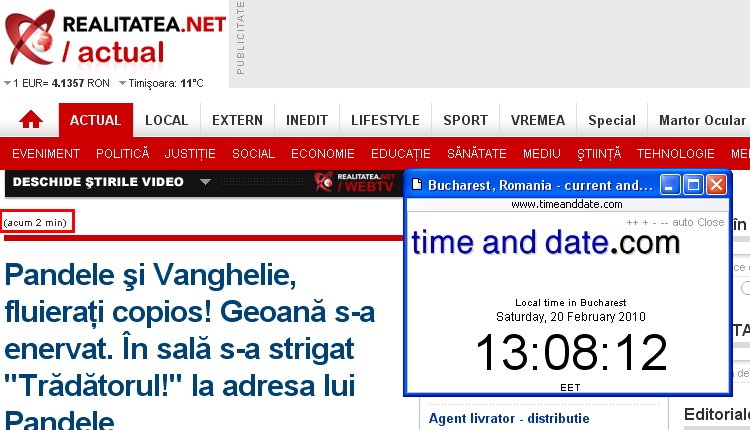 REALITATEA.NET
/ actual
PUBLICITATE
1 EUR= 4.1357 RON Timişoara: 11°C
ACTUAL LOCAL EXTERN INEDIT LIFESTYLE SPORT VREMEA Special Martor Ocular
EVENIMENT POLITICĂ JUSTIŢIE SOCIAL ECONOMIE EDUCAŢIE SĂNĂTATE MEDIU ŞTIINŢĂ TEHNOLOGIE
DESCHIDE ŞTIRILE VIDEO
REALITATEA.NET
/WEBTV
(acum 2 min)
Pandele şi Vanghelie,
fluieraţi copios! Geoană s-a
enervat. În sală s-a strigat
"Trădătorul!" la adresa lui
Pandele
Bucharest, Romania - current and...
www.timeanddate.com
++ + - -- auto Close
time and date.com
Local time in Bucharest
Saturday, 20 February 2010
13:08:12
EET
Agent livrator - distributie
în
Editoriale